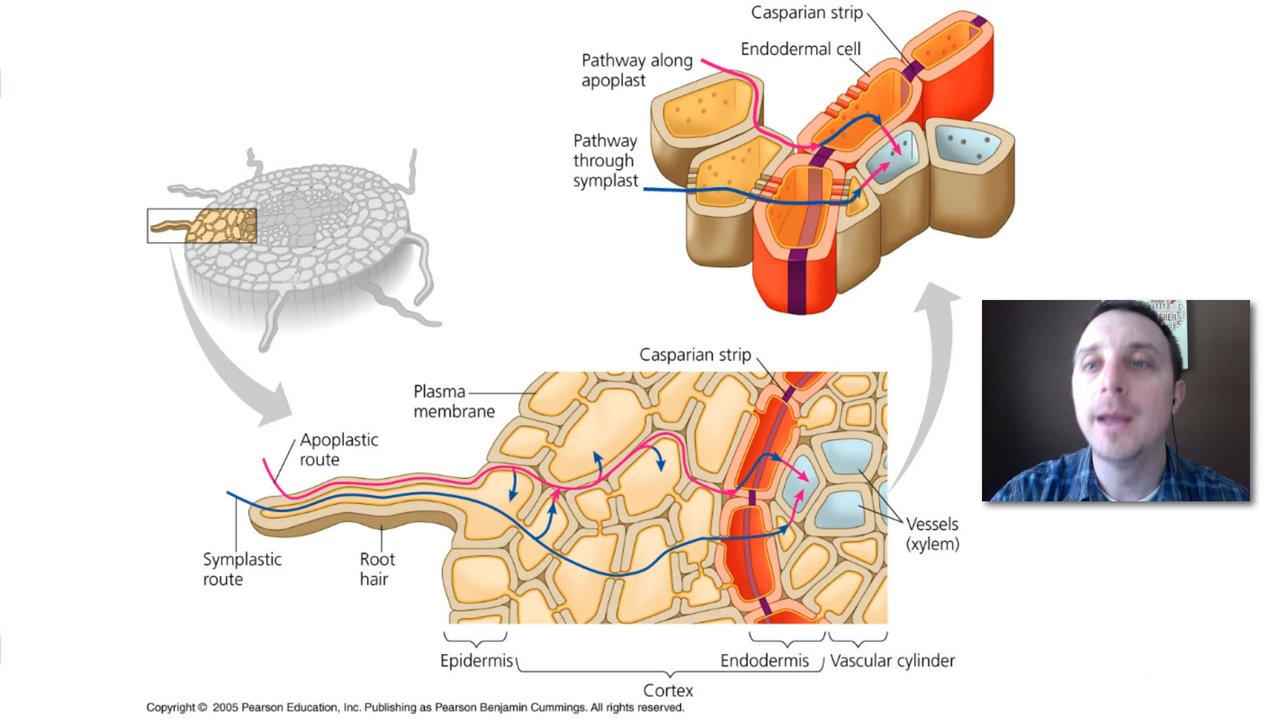 Casparian strip
Endodermal cell
Pathway along
apoplast
Pathway
through
symplast
Casparian strip
Plasma
membrane
Apoplastic
route
Symplastic
route
Root
hair
Vessels
(xylem)
Epidermis
Endodermis
Vascular cylinder
Cortex
Copyright © 2005 Pearson Education, Inc. Publishing as Pearson Benjamin Cummings. All rights reserved.